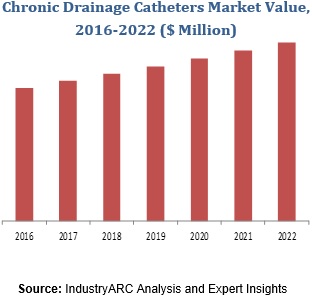 Chronic Drainage Catheters Market Value,
2016-2022 ($ Million)
2016 2017 2018 2019 2020 2021 2022
Source: IndustryARC Analysis and Expert Insights